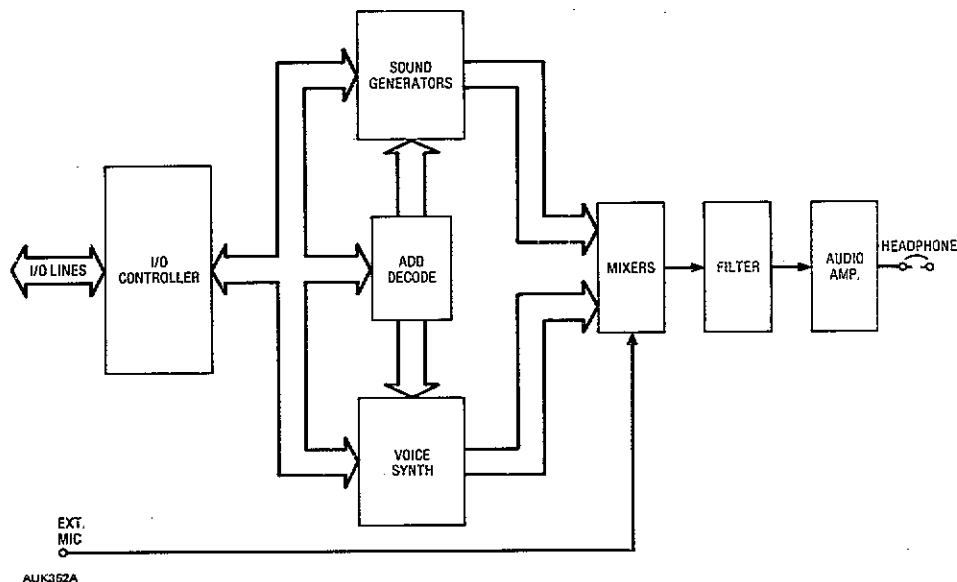 SOUND
GENERATORS
I/O LINES
I/O
CONTROLLER
ADD
DECODE
MIXERS
FILTER
AUDIO
AMP.
HEADPHONE
VOICE
SYNTH
EXT.
MIC
AUK352A